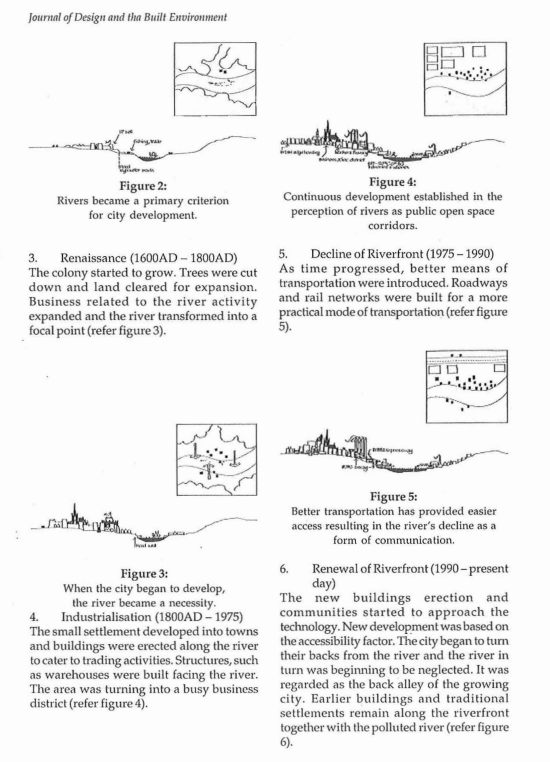 Journal of Design and tha Built Environment
Figure 2:
Rivers became a primary criterion
for city development.
3. Renaissance (1600AD – 1800AD)
The colony started to grow. Trees were cut
down and land cleared for expansion.
Business related to the river activity
expanded and the river transformed into a
focal point (refer figure 3).
Figure 3:
When the city began to develop,
the river became a necessity.
4. Industrialisation (1800AD – 1975)
The small settlement developed into towns
and buildings were erected along the river
to cater to trading activities. Structures, such
as warehouses were built facing the river.
The area was turning into a busy business
district (refer figure 4).
Figure 4:
Continuous development established in the
perception of rivers as public open space
corridors.
5. Decline of Riverfront (1975 – 1990)
As time progressed, better means of
transportation were introduced. Roadways
and rail networks were built for a more
practical mode of transportation (refer figure
5).
Figure 5:
Better transportation has provided easier
access resulting in the river's decline as a
form of communication.
6. Renewal of Riverfront (1990 – present
day)
The new buildings erection and
communities started to approach the
technology. New development was based on
the accessibility factor. The city began to turn
their backs from the river and the river in
turn was beginning to be neglected. It was
regarded as the back alley of the growing
city. Earlier buildings and traditional
settlements remain along the riverfront
together with the polluted river (refer figure
6).